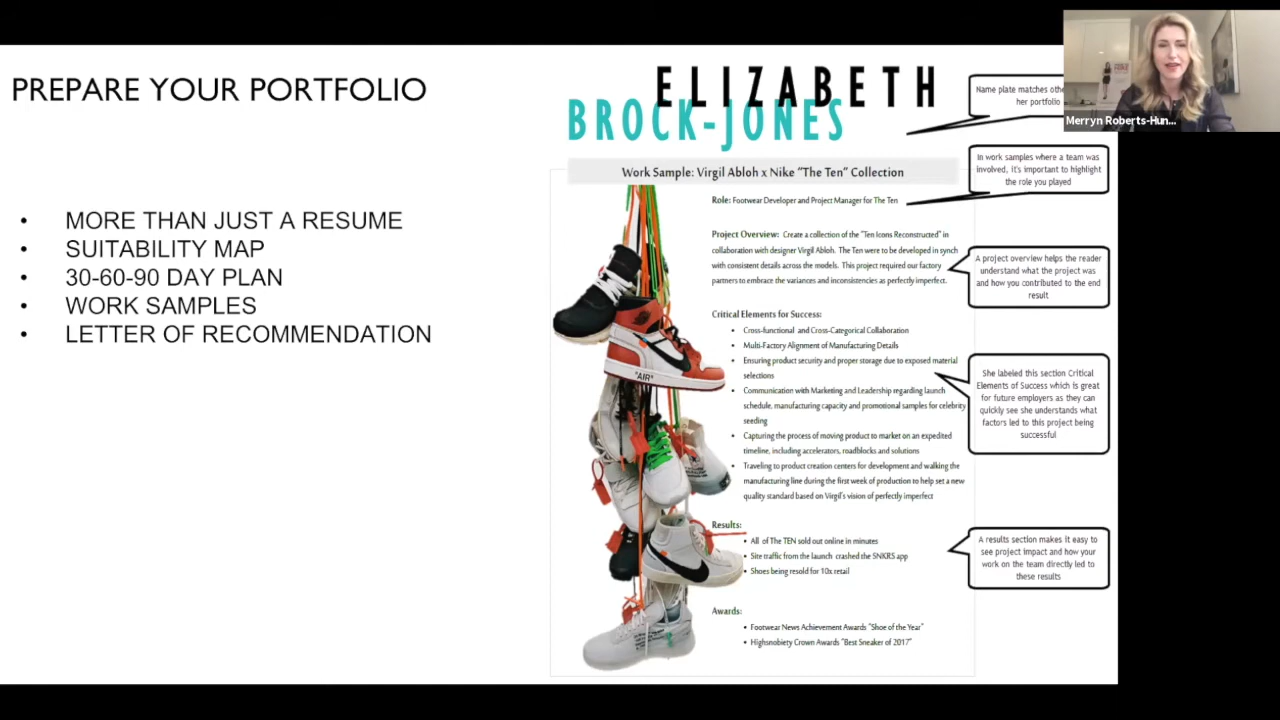 PREPARE YOUR PORTFOLIO
• MORE THAN JUST A RESUME
• SUITABILITY MAP
• 30-60-90 DAY PLAN
• WORK SAMPLES
• LETTER OF RECOMMENDATION
ELIZABETH
BROCK-JONES
Work Sample: Virgil Abloh x Nike "The Ten" Collection
Role: Footwear Developer and Project Manager for The Ten
Project Overview: Create a collection of the "Ten Icons Reconstructed" in
collaboration with designer Virgil Abloh. The Ten were to be developed in synch
with consistent details across the models. This project required our factory
partners to embrace the variances and inconsistencies as perfectly imperfect.
Critical Elements for Success:
• Cross-functional and Cross-Categorical Collaboration
• Multi-Factory Alignment of Manufacturing Details
• Ensuring product security and proper storage due to exposed material
selections
• Communication with Marketing and Leadership regarding launch
schedule, manufacturing capacity and promotional samples for celebrity
seeding
• Capturing the process of moving product to market on an expedited
timeline, including accelerators, roadblocks and solutions
• Traveling to product creation centers for development and walking the
manufacturing line during the first week of production to help set a new
quality standard based on Virgil's vision of perfectly imperfect
Results:
• All of The TEN sold out online in minutes
• Site traffic from the launch crashed the SNKRS app
• Shoes being resold for 10x retail
Awards:
• Footwear News Achievement Awards "Shoe of the Year"
• Highsnobiety Crown Awards "Best Sneaker of 2017"
"AIR"
Name plate matches
her portfolio
In work samples where a team was
involved, it's important to highlight
the role you played
A project overview helps the reader
understand what the project was
and how you contributed to the end
result
She labeled this section Critical
Elements of Success which is great
for future employers as they can
quickly see she understands what
factors led to this project being
successful
A results section makes it easy to
see project impact and how your
work on the team directly led to
these results
Merryn Roberts-Hun...